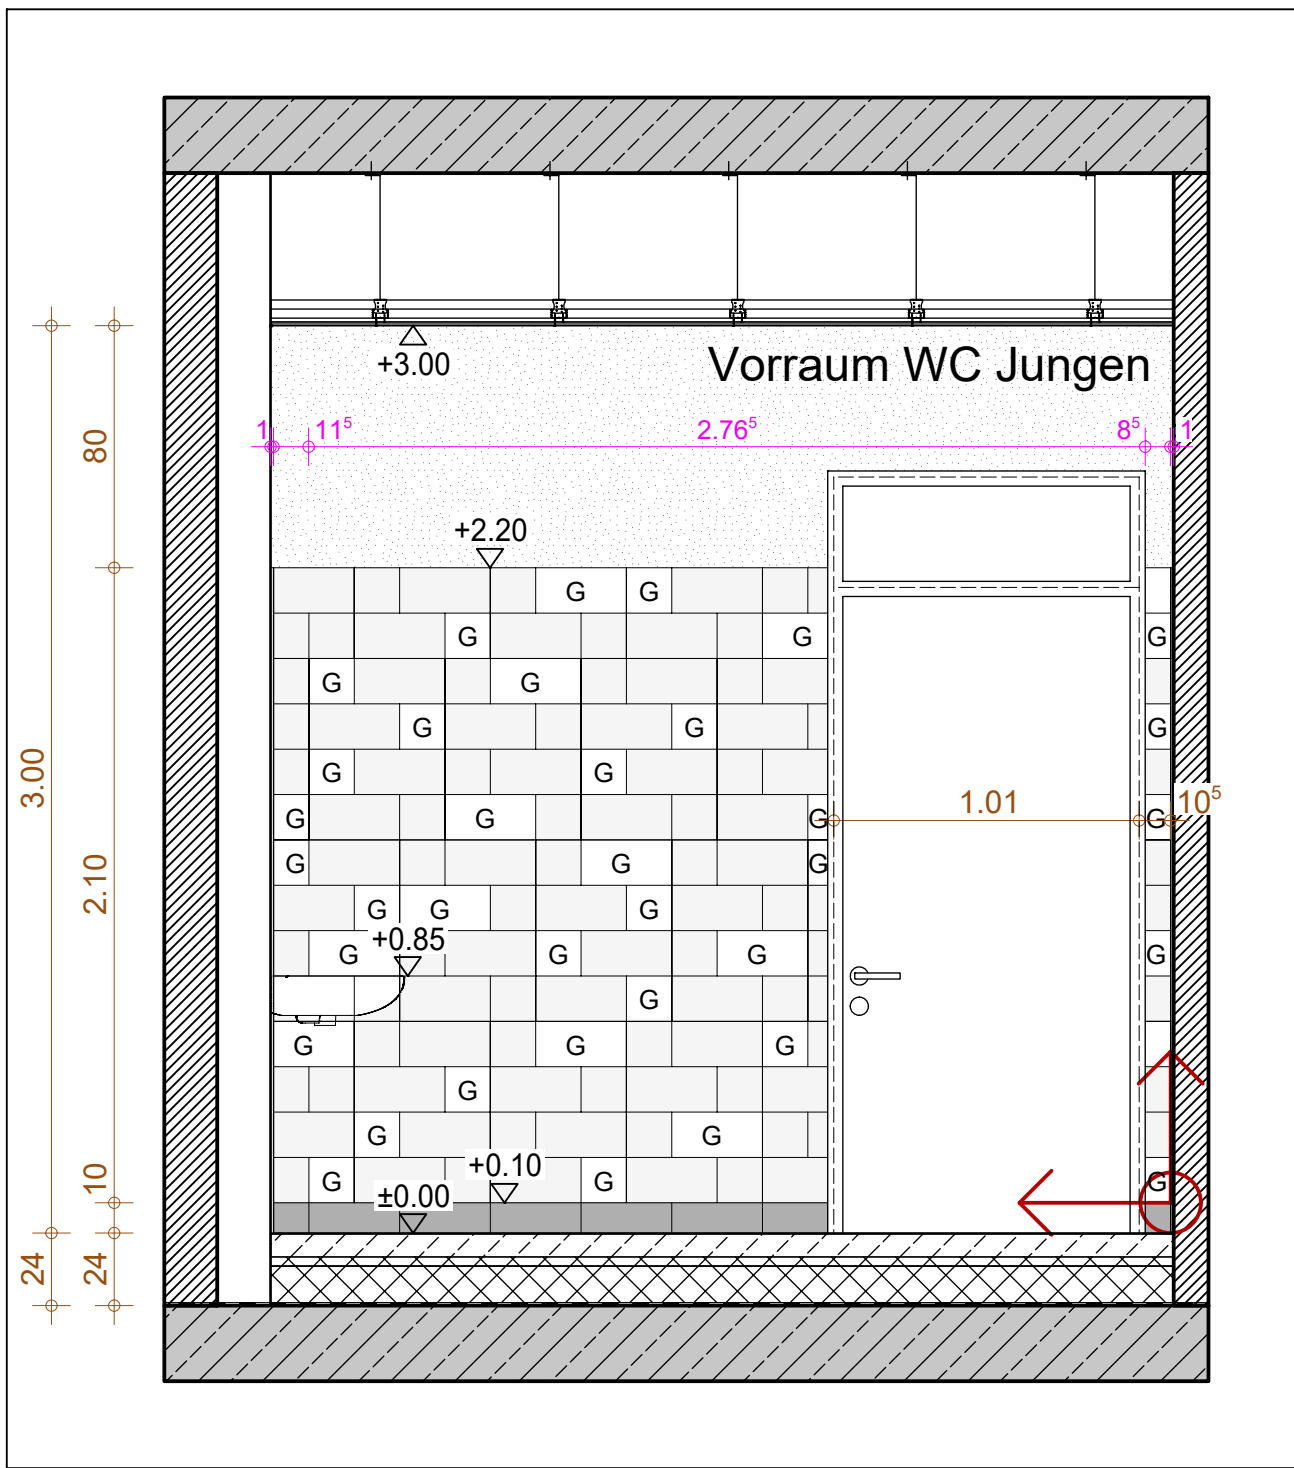 +3.00
Vorraum WC Jungen
1 11⁵ 2.76⁵ 8⁵ 1
80
+2.20
G G
G G G
G G
G G G
G G
3.00
1.01 10⁵
G G G G
G G G
2.10
G G G
+0.85
G G G G
G
G G G
G
G G
+0.10
10
G G G
±0.00
24 24